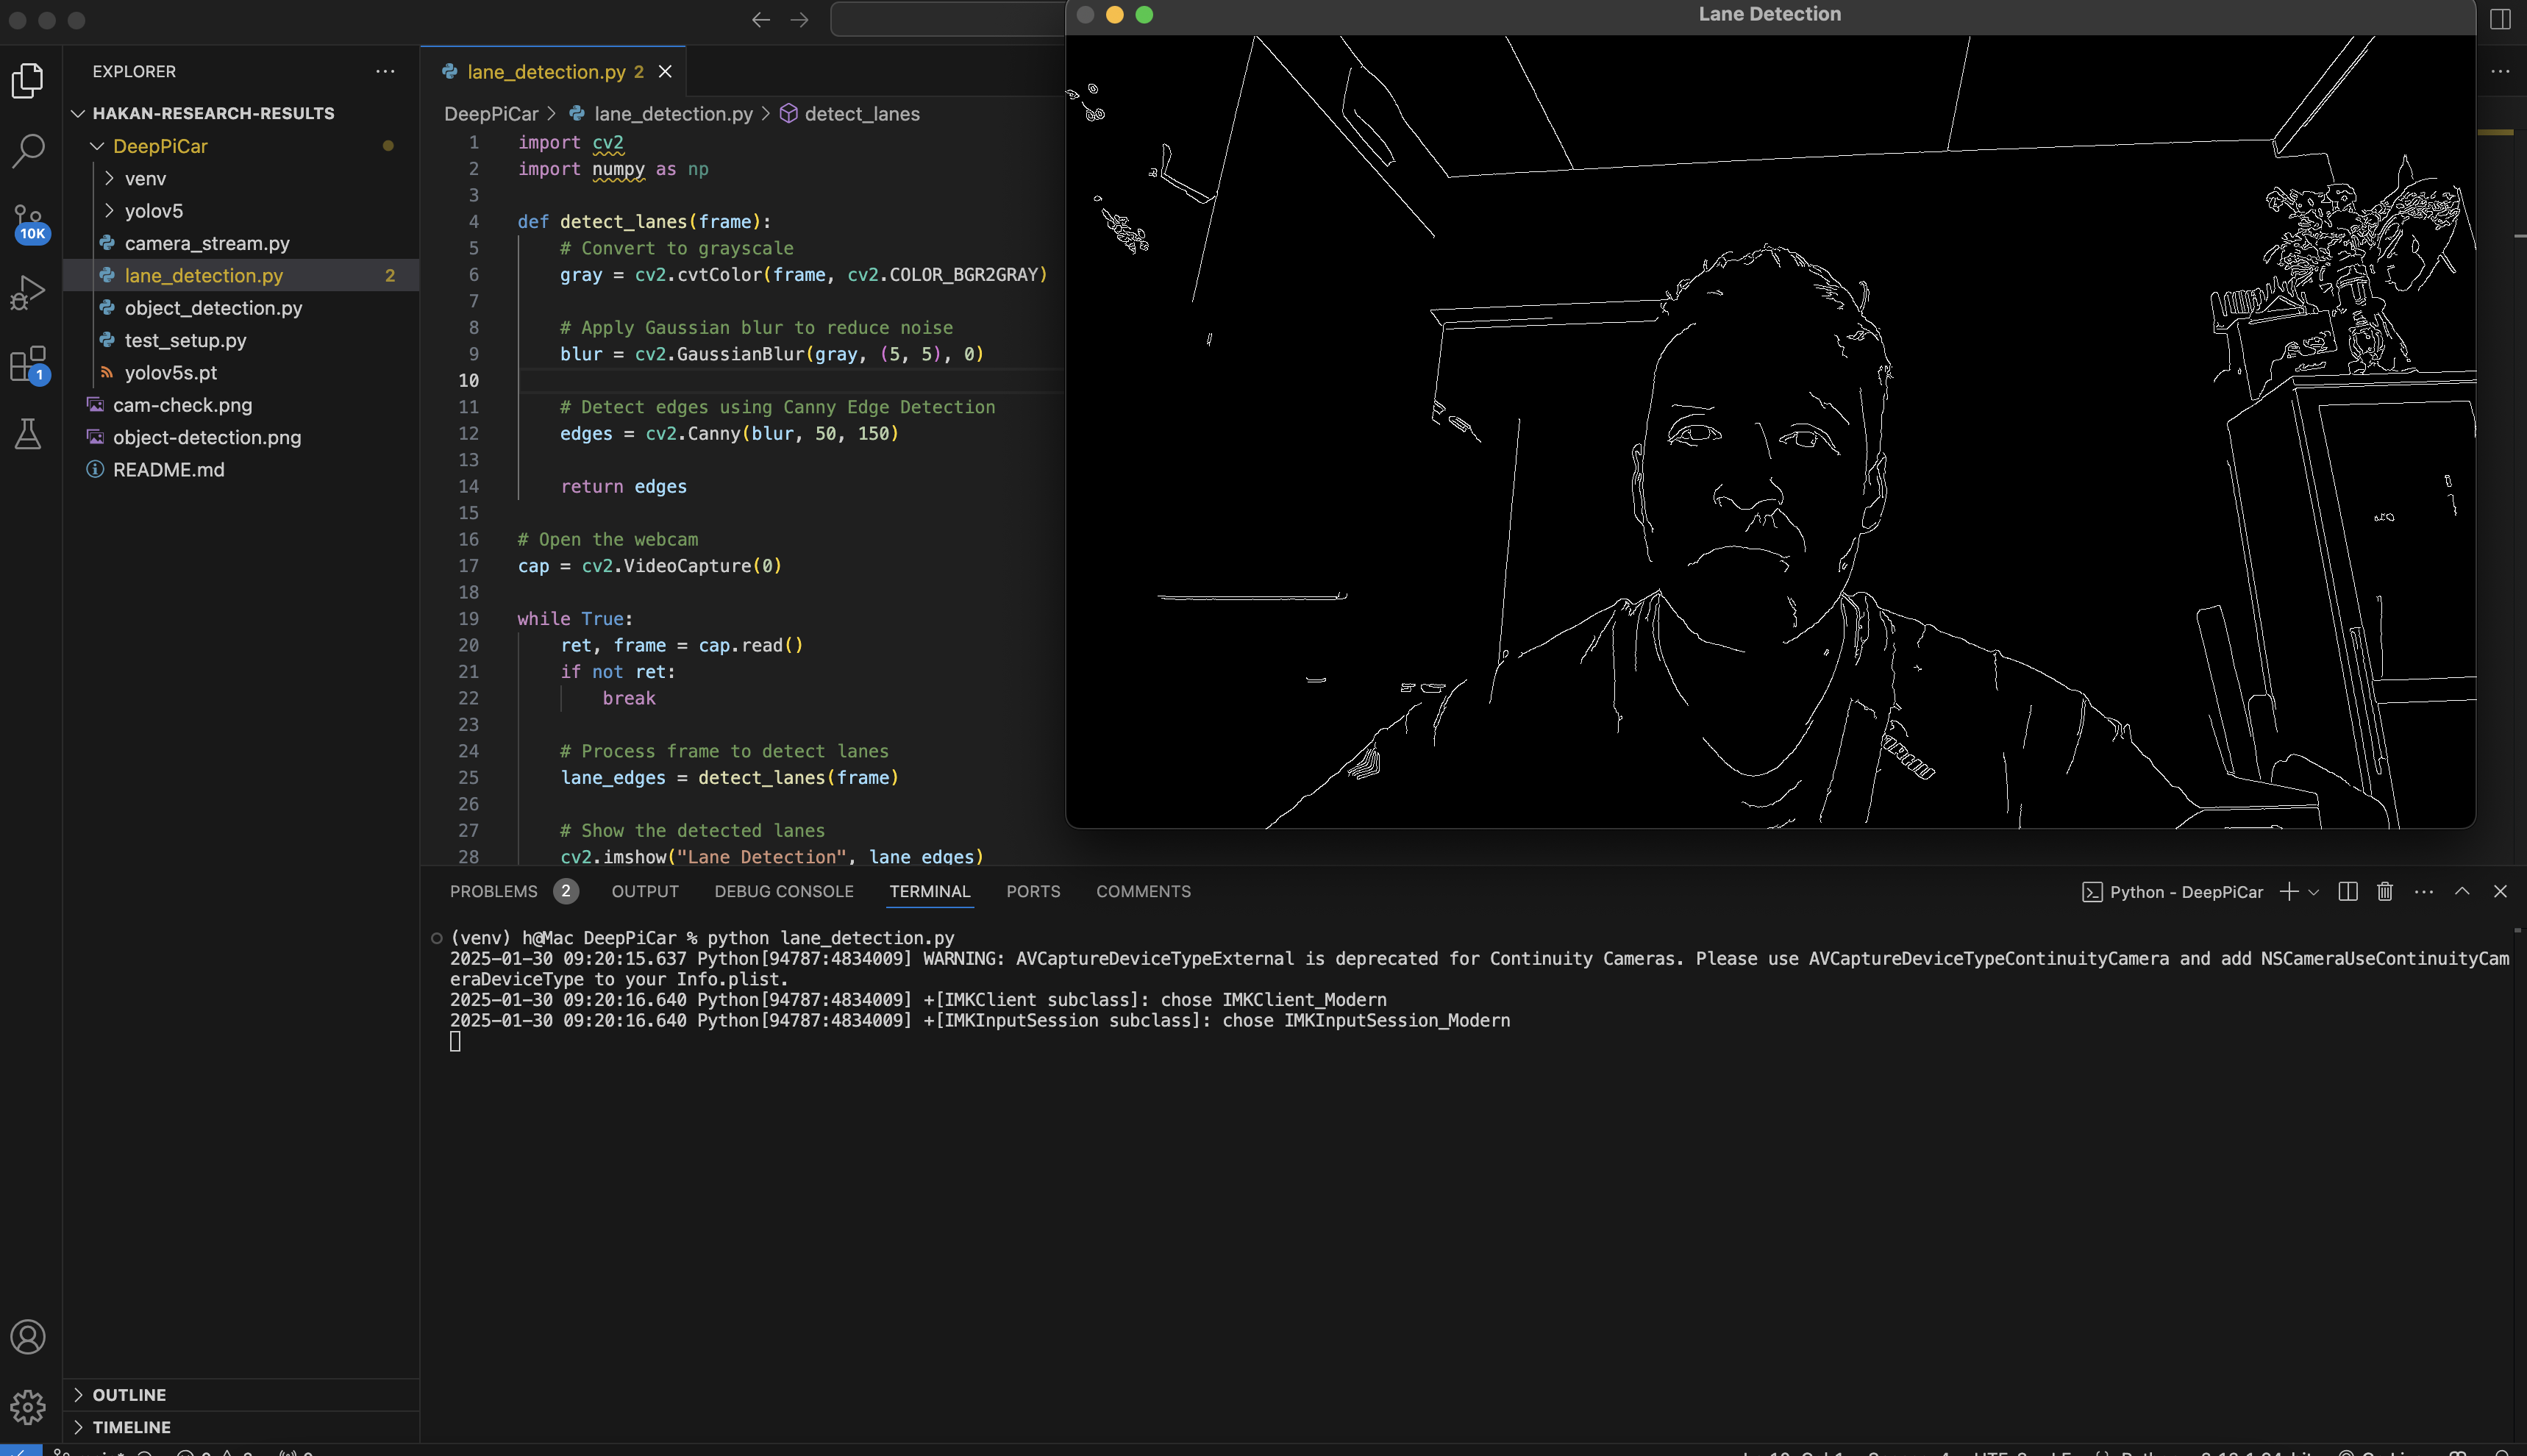 Lane Detection
EXPLORER
HAKAN-RESEARCH-RESULTS
DeepPiCar
venv
yolov5
camera_stream.py
lane_detection.py 2
object_detection.py
test_setup.py
yolov5s.pt
cam-check.png
object-detection.png
README.md
10K
1
OUTLINE
TIMELINE
lane_detection.py 2
DeepPiCar > lane_detection.py > detect_lanes
1 import cv2
2 import numpy as np
3
4 def detect_lanes(frame):
5 # Convert to grayscale
6 gray = cv2.cvtColor(frame, cv2.COLOR_BGR2GRAY)
7
8 # Apply Gaussian blur to reduce noise
9 blur = cv2.GaussianBlur(gray, (5, 5), 0)
10
11 # Detect edges using Canny Edge Detection
12 edges = cv2.Canny(blur, 50, 150)
13
14 return edges
15
16 # Open the webcam
17 cap = cv2.VideoCapture(0)
18
19 while True:
20 ret, frame = cap.read()
21 if not ret:
22 break
23
24 # Process frame to detect lanes
25 lane_edges = detect_lanes(frame)
26
27 # Show the detected lanes
28 cv2.imshow("Lane Detection", lane_edges)
PROBLEMS 2 OUTPUT DEBUG CONSOLE TERMINAL PORTS COMMENTS
Python - DeepPiCar
(venv) h@Mac DeepPiCar % python lane_detection.py
2025-01-30 09:20:15.637 Python[94787:4834009] WARNING: AVCaptureDeviceTypeExternal is deprecated for Continuity Cameras. Please use AVCaptureDeviceTypeContinuityCamera and add NSCameraUseContinuityCam
eraDeviceType to your Info.plist.
2025-01-30 09:20:16.640 Python[94787:4834009] +[IMKClient subclass]: chose IMKClient_Modern
2025-01-30 09:20:16.640 Python[94787:4834009] +[IMKInputSession subclass]: chose IMKInputSession_Modern